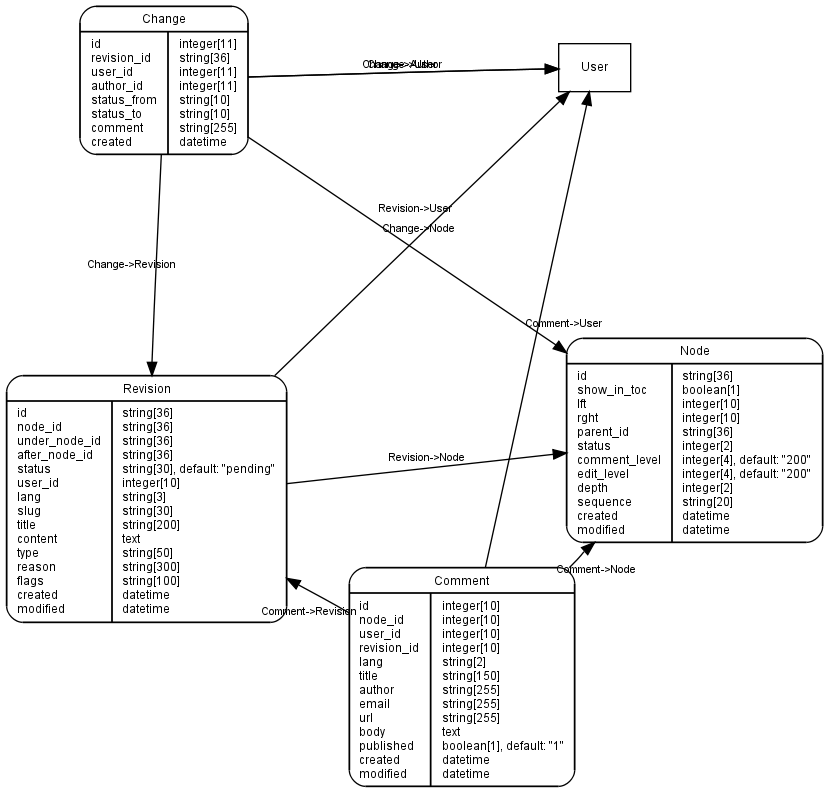 Change
id integer[11]
revision_id string[36]
user_id integer[11]
author_id integer[11]
status_from string[10]
status_to string[10]
comment string[255]
created datetime
User
Change->Author
Change->User
Revision->User
Change->Node
Change->Revision
Comment->User
Node
id string[36]
show_in_toc boolean[1]
lft integer[10]
rght integer[10]
parent_id string[36]
status integer[2]
comment_level integer[4], default: "200"
edit_level integer[4], default: "200"
depth integer[2]
sequence string[20]
created datetime
modified datetime
Revision
id string[36]
node_id string[36]
under_node_id string[36]
after_node_id string[36]
status string[30], default: "pending"
user_id integer[10]
lang string[3]
slug string[30]
title string[200]
content text
type string[50]
reason string[300]
flags string[100]
created datetime
modified datetime
Revision->Node
Comment->Node
Comment->Revision
Comment
id integer[10]
node_id integer[10]
user_id integer[10]
revision_id integer[10]
lang string[2]
title string[150]
author string[255]
email string[255]
url string[255]
body text
published boolean[1], default: "1"
created datetime
modified datetime